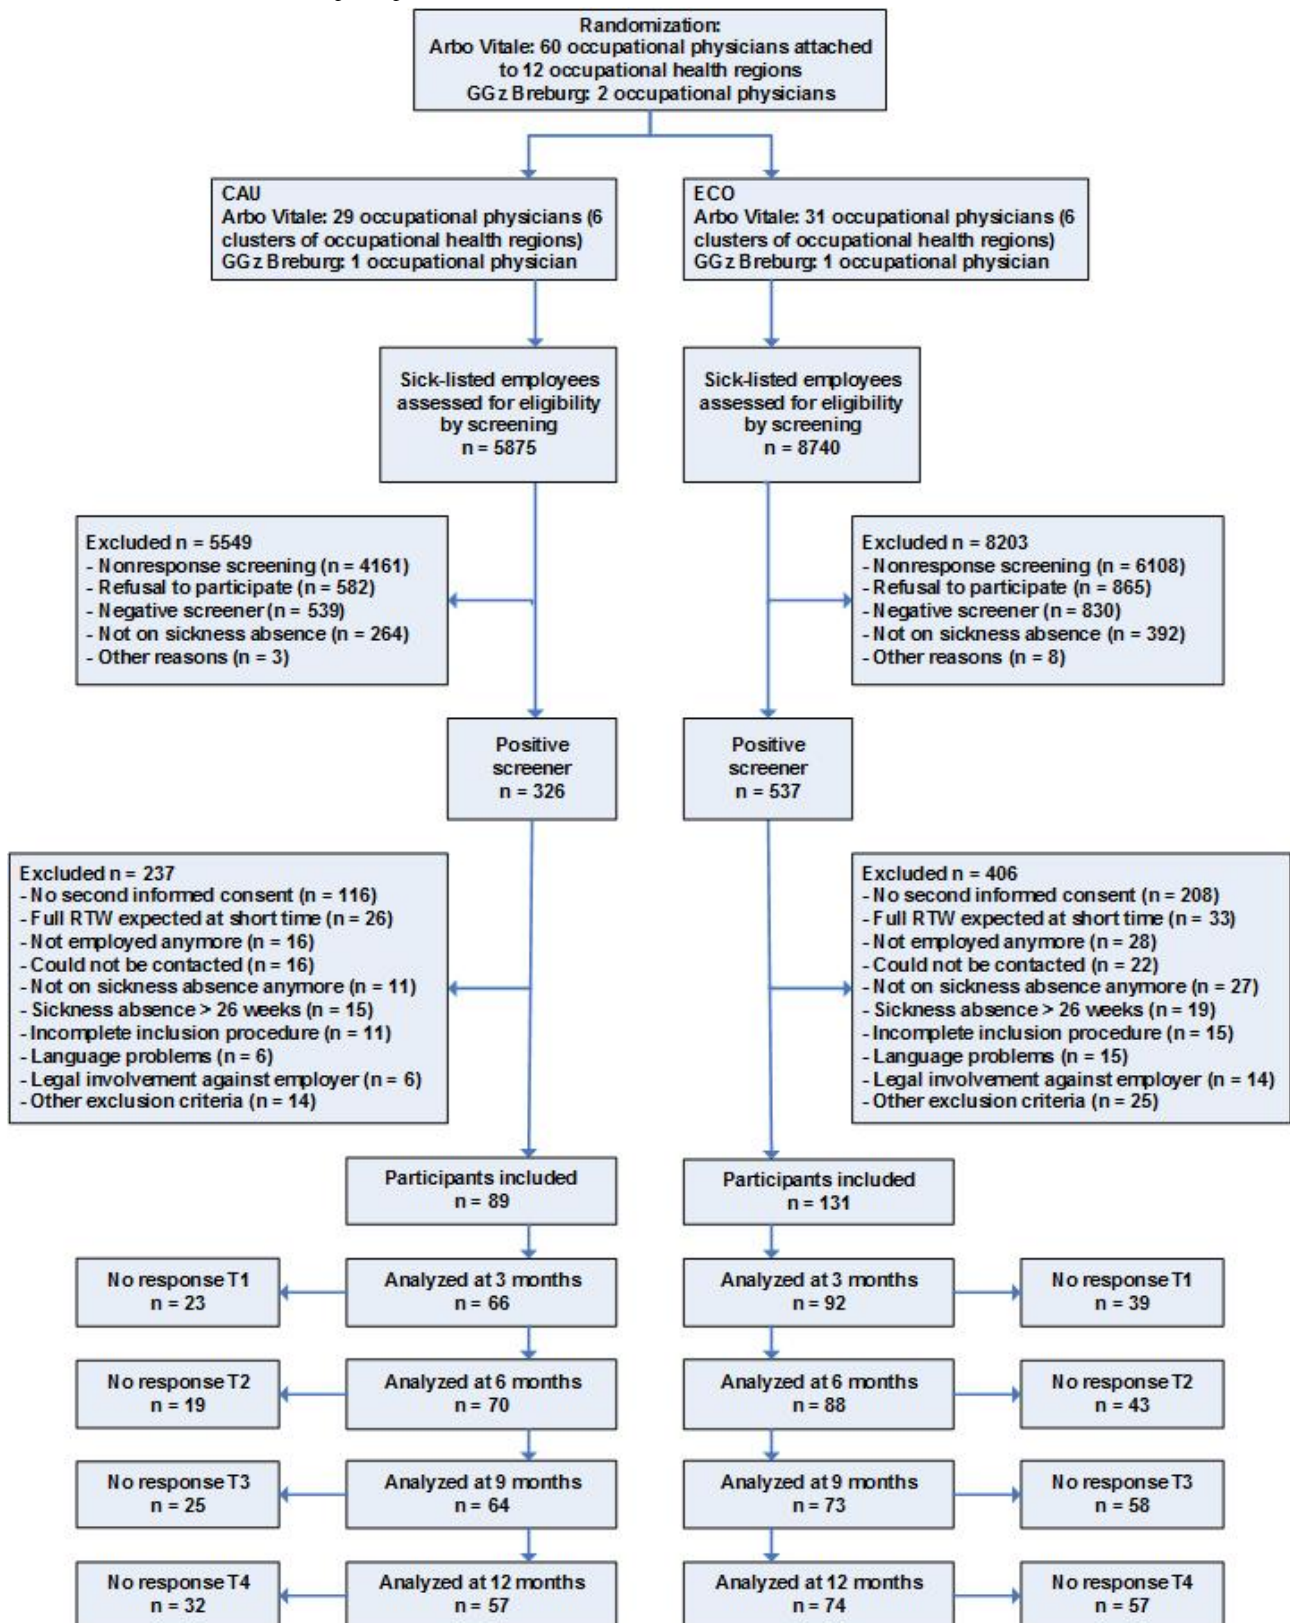 Randomization:
Arbo Vitale: 60 occupational physicians attached
to 12 occupational health regions
GGz Breburg: 2 occupational physicians
CAU
Arbo Vitale: 29 occupational physicians (6
clusters of occupational health regions)
GGz Breburg: 1 occupational physician
ECO
Arbo Vitale: 31 occupational physicians (6
clusters of occupational health regions)
GGz Breburg: 1 occupational physician
Sick-listed employees
assessed for eligibility
by screening
n = 5875
Sick-listed employees
assessed for eligibility
by screening
n = 8740
Excluded n = 5549
- Nonresponse screening (n = 4161)
- Refusal to participate (n = 582)
- Negative screener (n = 539)
- Not on sickness absence (n = 264)
- Other reasons (n = 3)
Excluded n = 8203
- Nonresponse screening (n = 6108)
- Refusal to participate (n = 865)
- Negative screener (n = 830)
- Not on sickness absence (n = 392)
- Other reasons (n = 8)
Positive
screener
n = 326
Positive
screener
n = 537
Excluded n = 237
- No second informed consent (n = 116)
- Full RTW expected at short time (n = 26)
- Not employed anymore (n = 16)
- Could not be contacted (n = 16)
- Not on sickness absence anymore (n = 11)
- Sickness absence > 26 weeks (n = 15)
- Incomplete inclusion procedure (n = 11)
- Language problems (n = 6)
- Legal involvement against employer (n = 6)
- Other exclusion criteria (n = 14)
Excluded n = 406
- No second informed consent (n = 208)
- Full RTW expected at short time (n = 33)
- Not employed anymore (n = 28)
- Could not be contacted (n = 22)
- Not on sickness absence anymore (n = 27)
- Sickness absence > 26 weeks (n = 19)
- Incomplete inclusion procedure (n = 15)
- Language problems (n = 15)
- Legal involvement against employer (n = 14)
- Other exclusion criteria (n = 25)
Participants included
n = 89
Participants included
n = 131
No response T1
n = 23
Analyzed at 3 months
n = 66
Analyzed at 3 months
n = 92
No response T1
n = 39
No response T2
n = 19
Analyzed at 6 months
n = 70
Analyzed at 6 months
n = 88
No response T2
n = 43
No response T3
n = 25
Analyzed at 9 months
n = 64
Analyzed at 9 months
n = 73
No response T3
n = 58
No response T4
n = 32
Analyzed at 12 months
n = 57
Analyzed at 12 months
n = 74
No response T4
n = 57